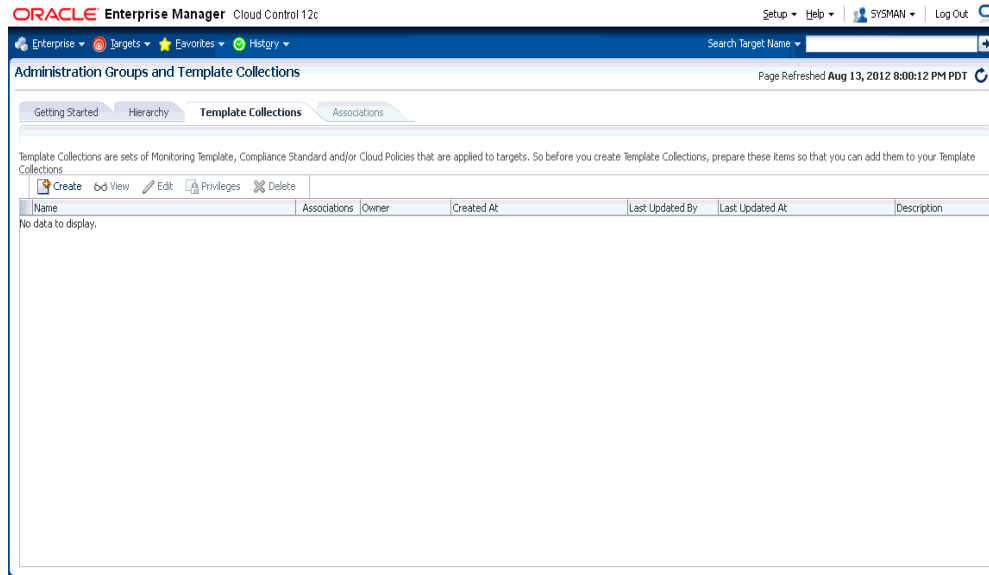 ORACLE Enterprise Manager Cloud Control 12c
Setup Help SYSMAN Log Out
Enterprise Targets Favorites History Search Target Name
Administration Groups and Template Collections
Page Refreshed Aug 13, 2012 8:00:12 PM PDT
Getting Started Hierarchy Template Collections Associations
Template Collections are sets of Monitoring Template, Compliance Standard and/or Cloud Policies that are applied to targets. So before you create Template Collections, prepare these items so that you can add them to your Template
Collections
Create View Edit Privileges Delete
Name Associations Owner Created At Last Updated By Last Updated At Description
No data to display.